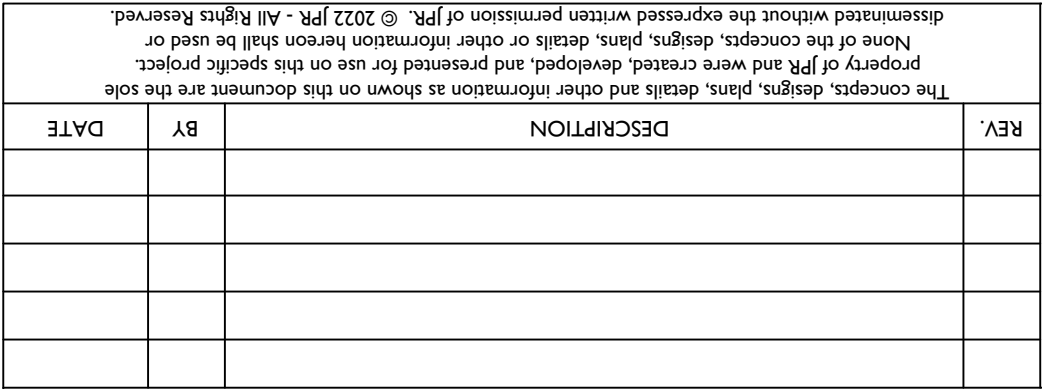 REV. DESCRIPTION BY DATE
The concepts, designs, plans, details and other information as shown on this document are the sole
property of JPR and were created, developed, and presented for use on this specific project.
None of the concepts, designs, plans, details or other information hereon shall be used or
disseminated without the expressed written permission of JPR. © 2022 JPR - All Rights Reserved.